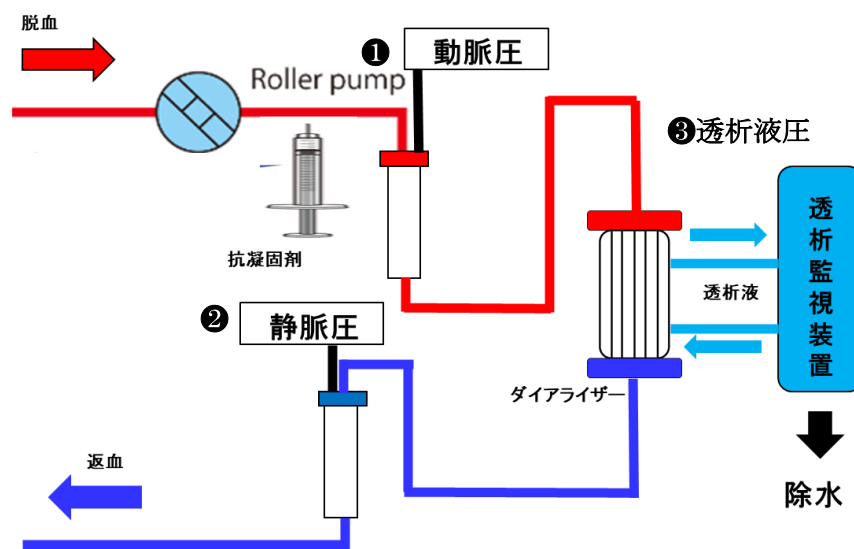 脱血
❶
動脈圧
Roller pump
❸透析液圧
抗凝固剤
透析監視装置
透析液
❷
静脈圧
ダイアライザー
返血
除水